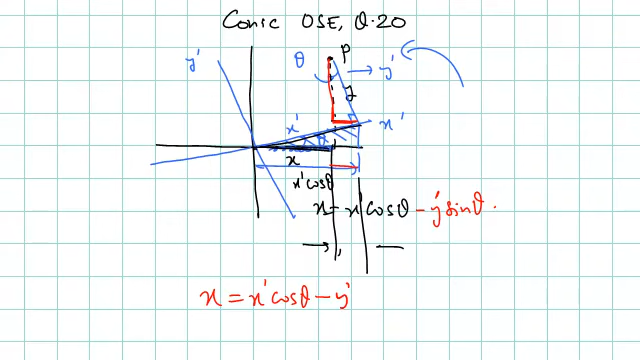 Conic OSE, Q.20
y' θ P y'
y
x' x'
θ
x
x'cosθ
x = x'cosθ - y'sinθ.
x = x'cosθ - y'